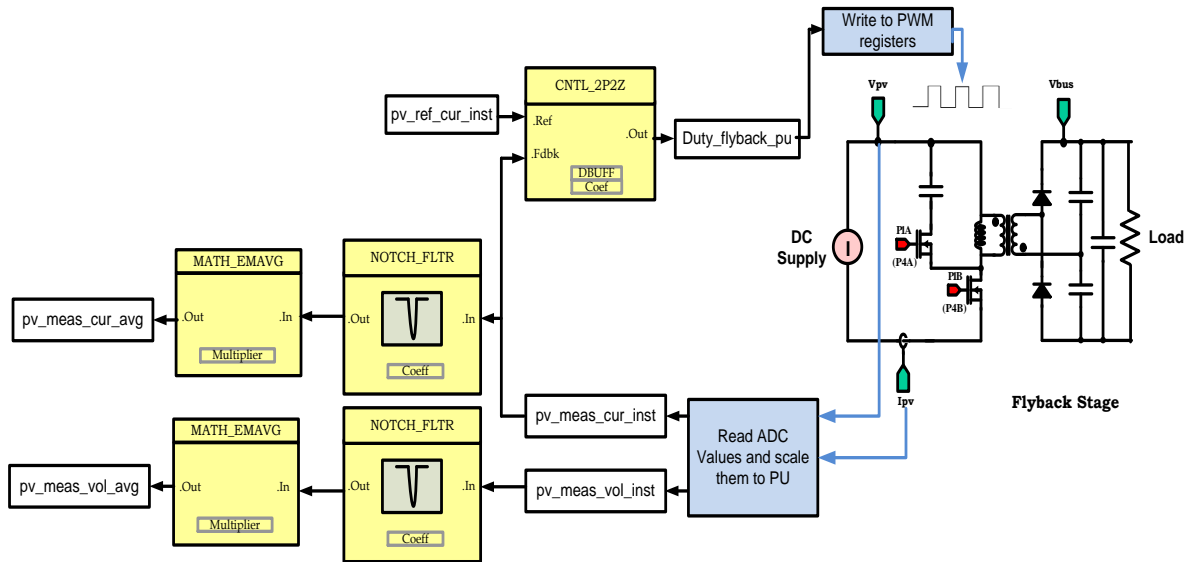 Write to PWM
registers
CNTL_2P2Z
pv_ref_cur_inst
.Ref
.Out
.Fdbk
DBUFF
Coef
Duty_flyback_pu
Vpv
Vbus
DC
Supply
I
P1A
(P4A)
P1B
(P4B)
Load
Ipv
Flyback Stage
MATH_EMAVG
NOTCH_FLTR
pv_meas_cur_avg
.Out
.In
.Out
.In
Multiplier
Coeff
pv_meas_cur_inst
Read ADC
Values and scale
them to PU
MATH_EMAVG
NOTCH_FLTR
pv_meas_vol_avg
.Out
.In
.Out
.In
pv_meas_vol_inst
Multiplier
Coeff